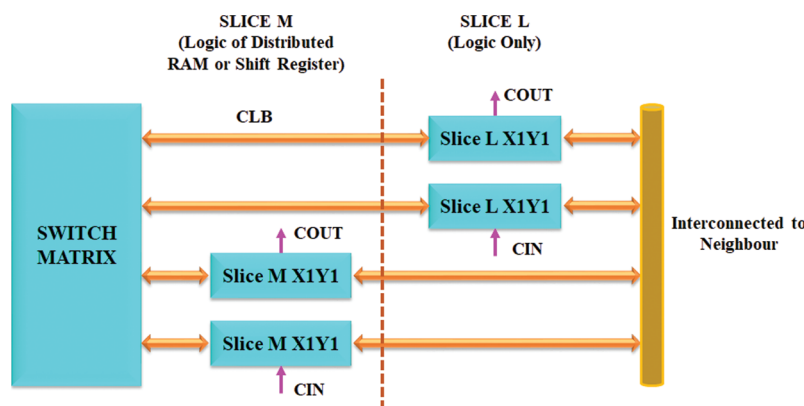 SLICE M
(Logic of Distributed
RAM or Shift Register)
SLICE L
(Logic Only)
COUT
CLB
Slice L X1Y1
Slice L X1Y1
SWITCH
MATRIX
COUT
CIN
Interconnected to
Neighbour
Slice M X1Y1
Slice M X1Y1
CIN